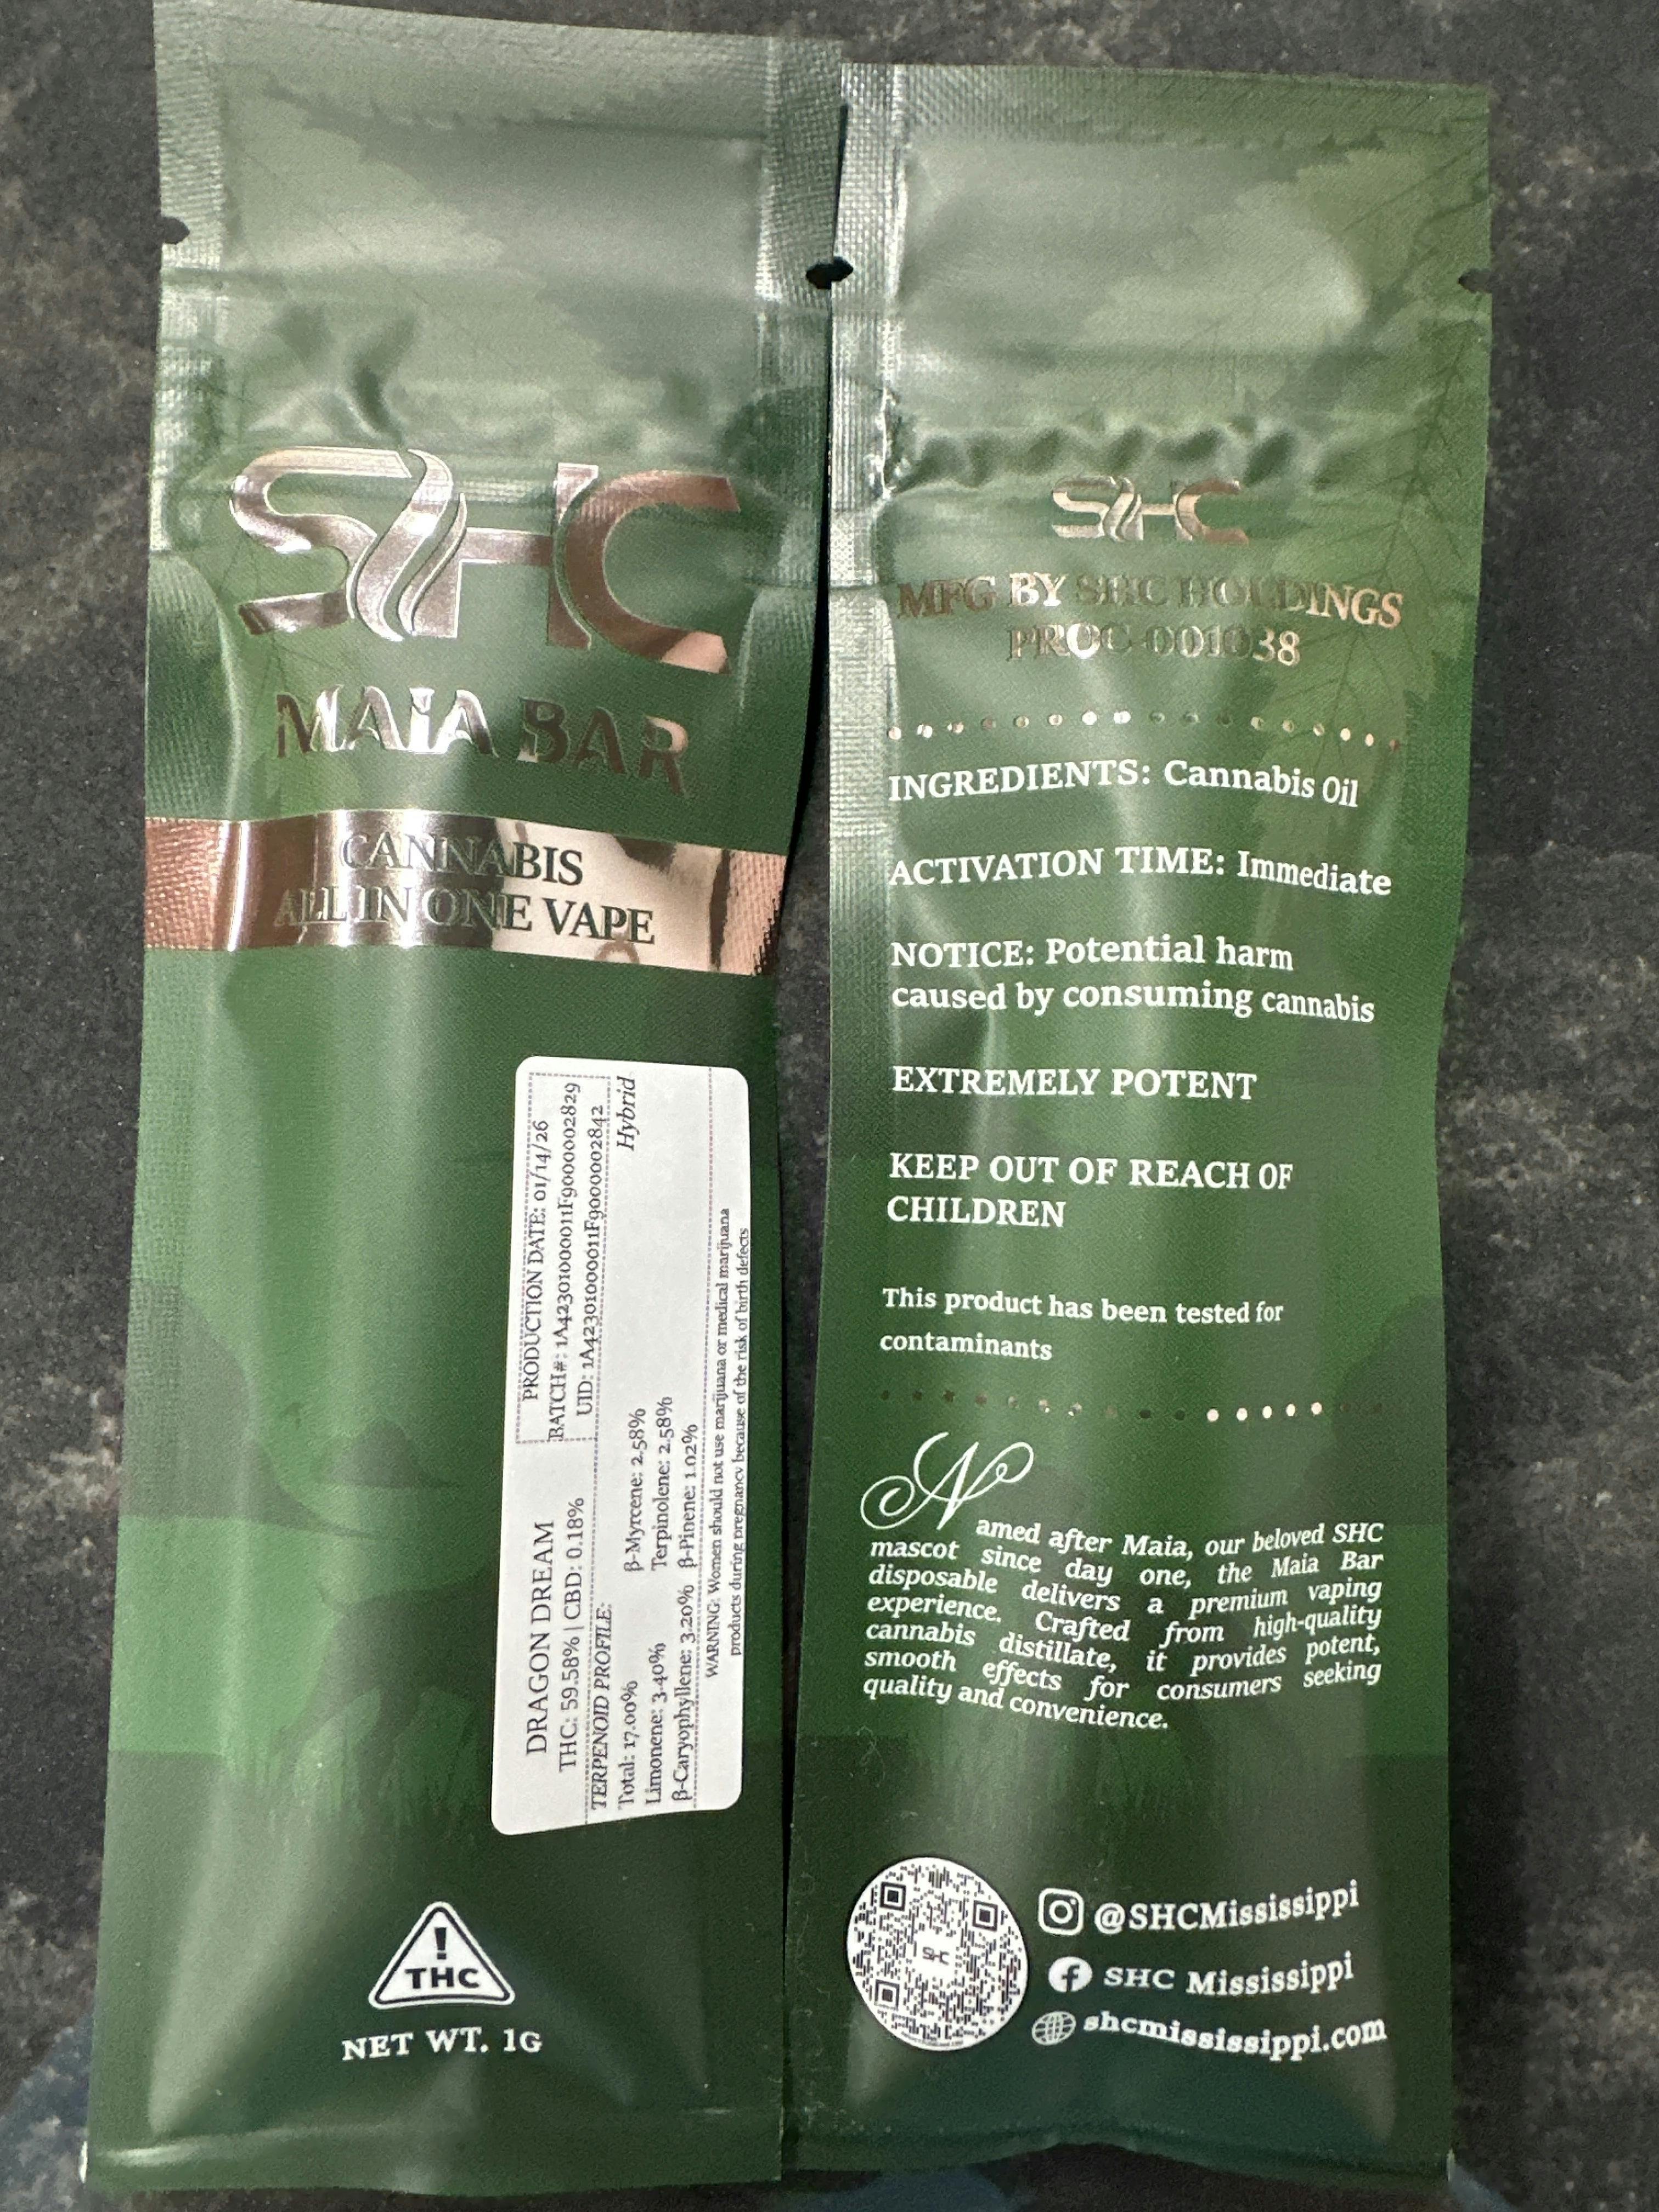 SHC
MAIA BAR
CANNABIS
ALL IN ONE VAPE
DRAGON DREAM
THC: 59.58% | CBD: 0.18%
PRODUCTION DATE: 01/14/26
BATCH#: 1A42301000011F9000002829
UID: 1A4230100011F9000002842
TERPENOID PROFILE:
Hybrid
Total: 17.00%
Limonene: 3.40%
β-Myrcene: 2.58%
β-Caryophyllene: 3.20%
Terpinolene: 2.58%
β-Pinene: 1.02%
WARNING: Women should not use marijuana or medical marijuana
products during pregnancy because of the risk of birth defects
!
THC
NET WT. 1G
SHC
MFG BY SHC HOLDINGS
PROC-001038
INGREDIENTS: Cannabis Oil
ACTIVATION TIME: Immediate
NOTICE: Potential harm
caused by consuming cannabis
EXTREMELY POTENT
KEEP OUT OF REACH OF
CHILDREN
This product has been tested for
contaminants
Named after Maia, our beloved SHC
mascot since day one, the Maia Bar
disposable delivers a premium vaping
experience. Crafted from high-quality
cannabis distillate, it provides potent,
smooth effects for consumers seeking
quality and convenience.
SHC
@SHCMississippi
SHC Mississippi
shcmississippi.com